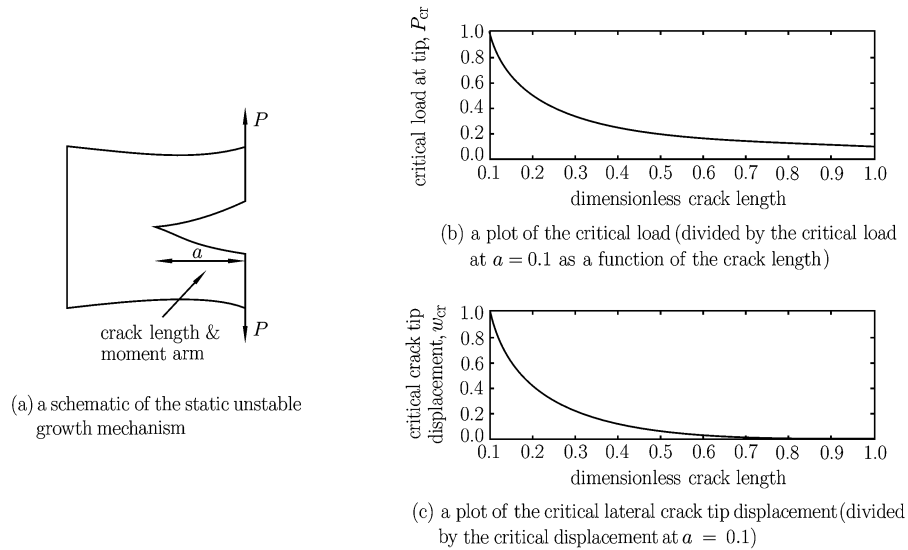 P
a
P
crack length &
moment arm
(a) a schematic of the static unstable
growth mechanism
critical load at tip, Pcr
1.0
0.8
0.6
0.4
0.2
0.0
0.1 0.2 0.3 0.4 0.5 0.6 0.7 0.8 0.9 1.0
dimensionless crack length
(b) a plot of the critical load (divided by the critical load
at a = 0.1 as a function of the crack length)
critical crack tip
displacement, wcr
1.0
0.8
0.6
0.4
0.2
0.0
0.1 0.2 0.3 0.4 0.5 0.6 0.7 0.8 0.9 1.0
dimensionless crack length
(c) a plot of the critical lateral crack tip displacement (divided
by the critical displacement at a = 0.1)